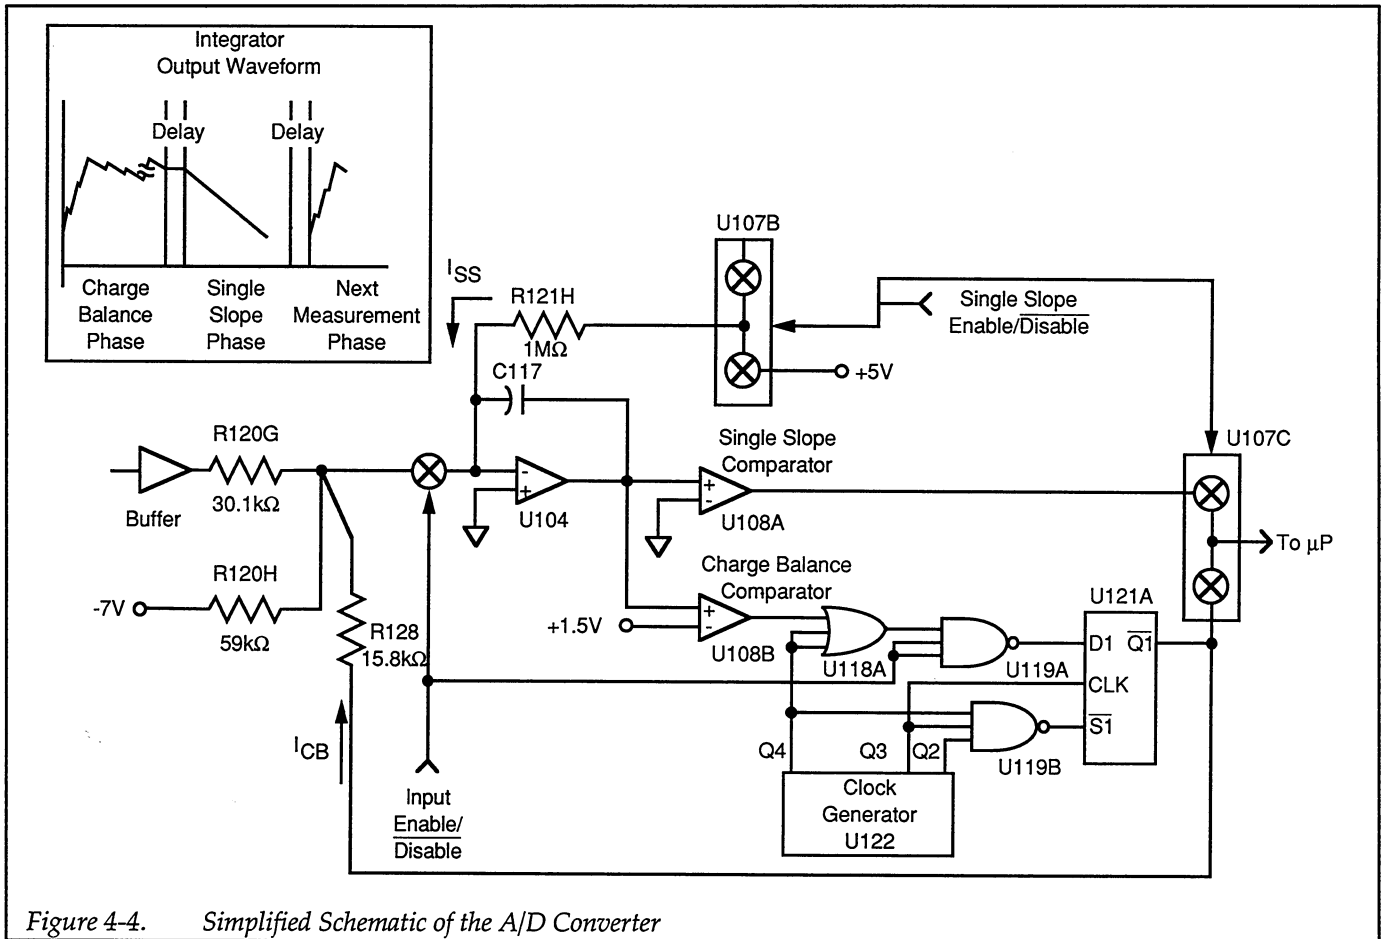 Integrator
Output Waveform
Delay
Delay
Charge
Balance
Phase
Single
Slope
Phase
Next
Measurement
Phase
ISS
R121H
1MΩ
C117
U107B
+5V
Single Slope
Enable/Disable
U107C
R120G
30.1kΩ
Buffer
-
+
U104
Single Slope
Comparator
+
-
U108A
To µP
R120H
-7V
59kΩ
R128
15.8kΩ
Charge Balance
Comparator
+1.5V
+
-
U108B
U118A
U119A
U121A
D1
Q1
CLK
S1
U119B
ICB
Q4
Q3
Q2
Input
Enable/
Disable
Clock
Generator
U122
Figure 4-4. Simplified Schematic of the A/D Converter